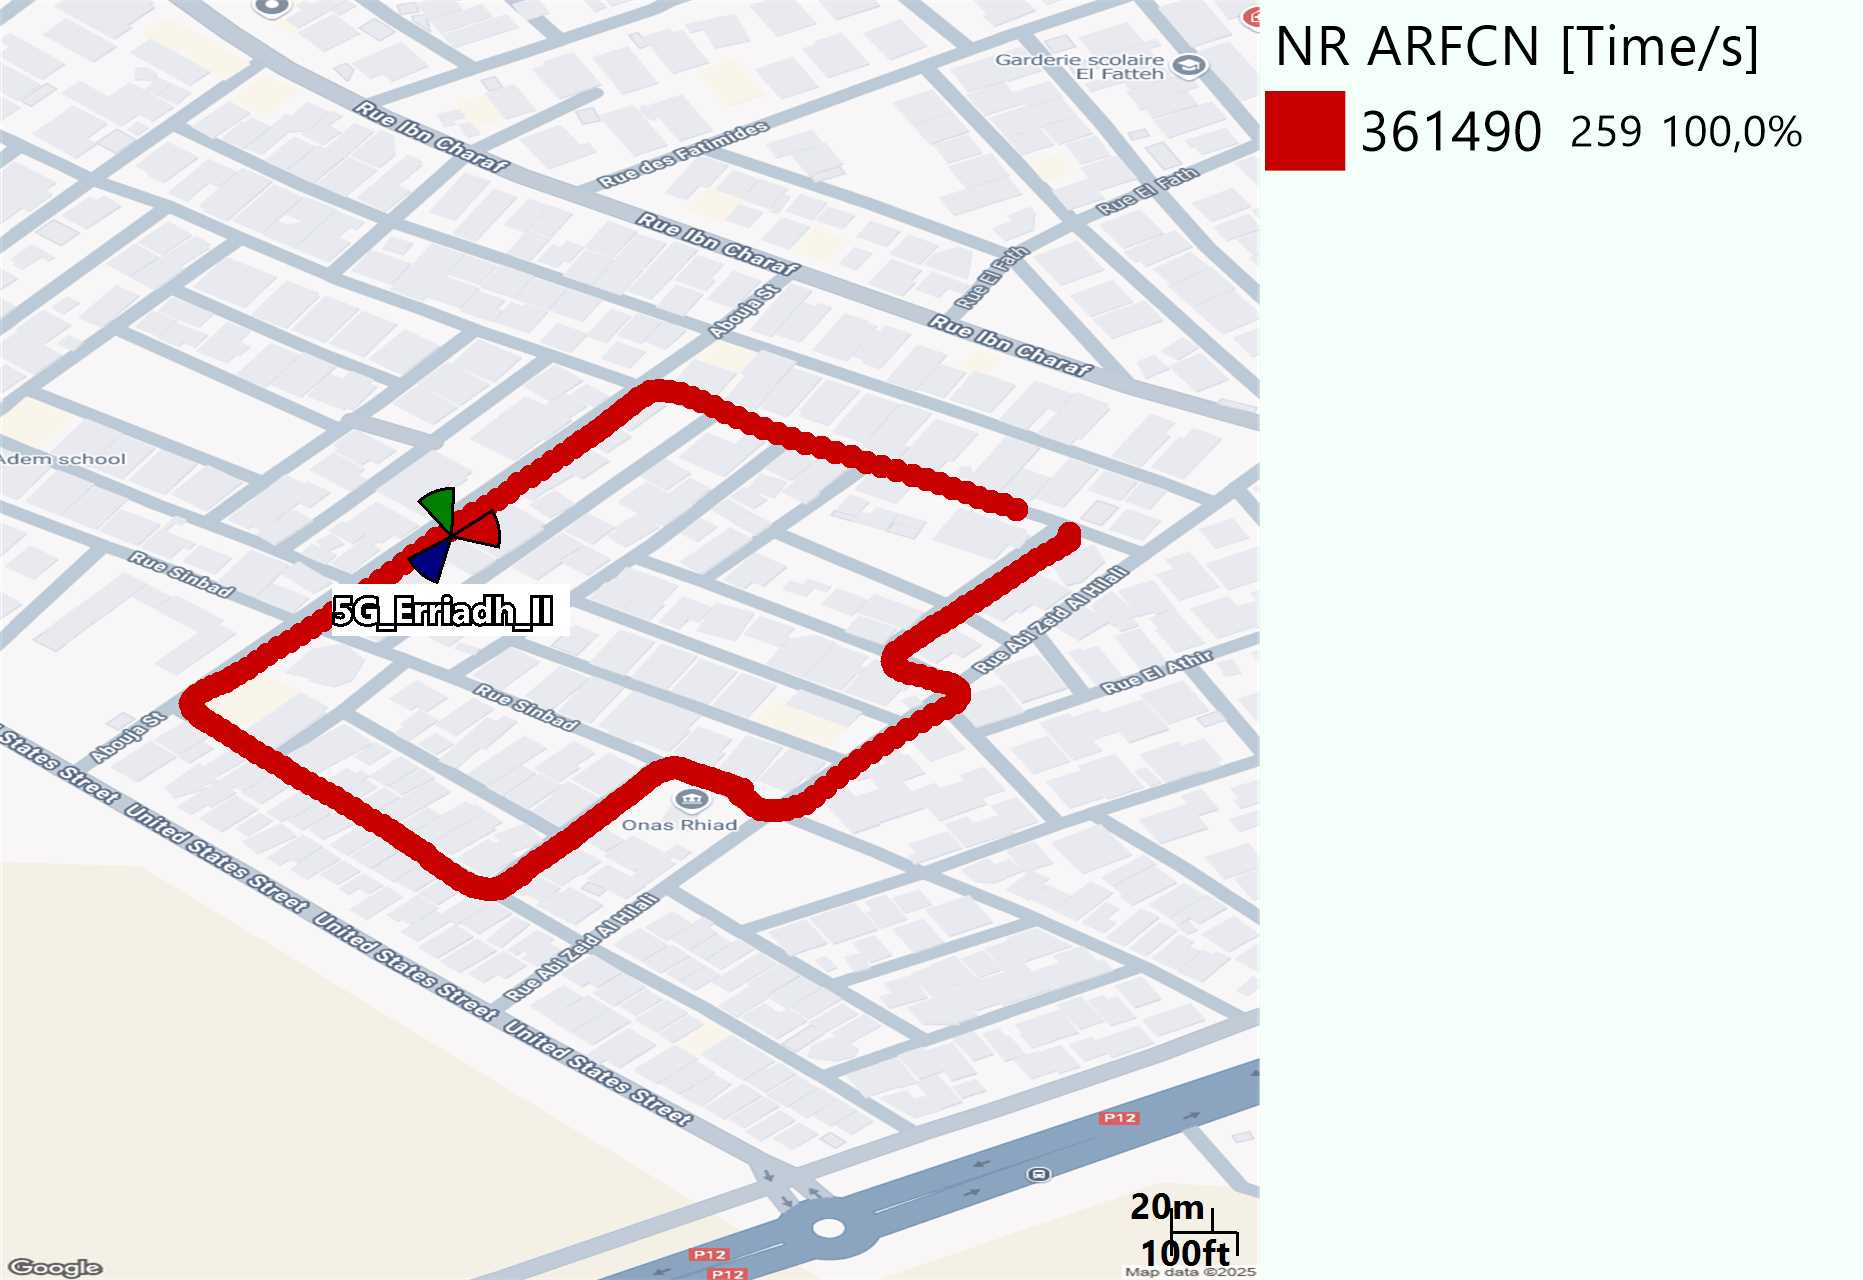 NR ARFCN [Time/s]
361490 259 100,0%
Garderie scolaire
El Fatteh
Rue Ibn Charaf
Rue des Fatimides
Rue El Fath
Rue Ibn Charaf
Rue El Fath
Abouja St
Rue Ibn Charaf
Adem school
Rue Sinbad
5G_Erriadh_II
Rue Abi Zeid Al Hilali
Rue El Athir
Rue Sinbad
Abouja St
Onas Rhiad
States Street
United States Street
United States Street
Rue Abi Zeid Al Hilali
United States Street
P12
20m
100ft
P12
P12
Google
Map data ©2025